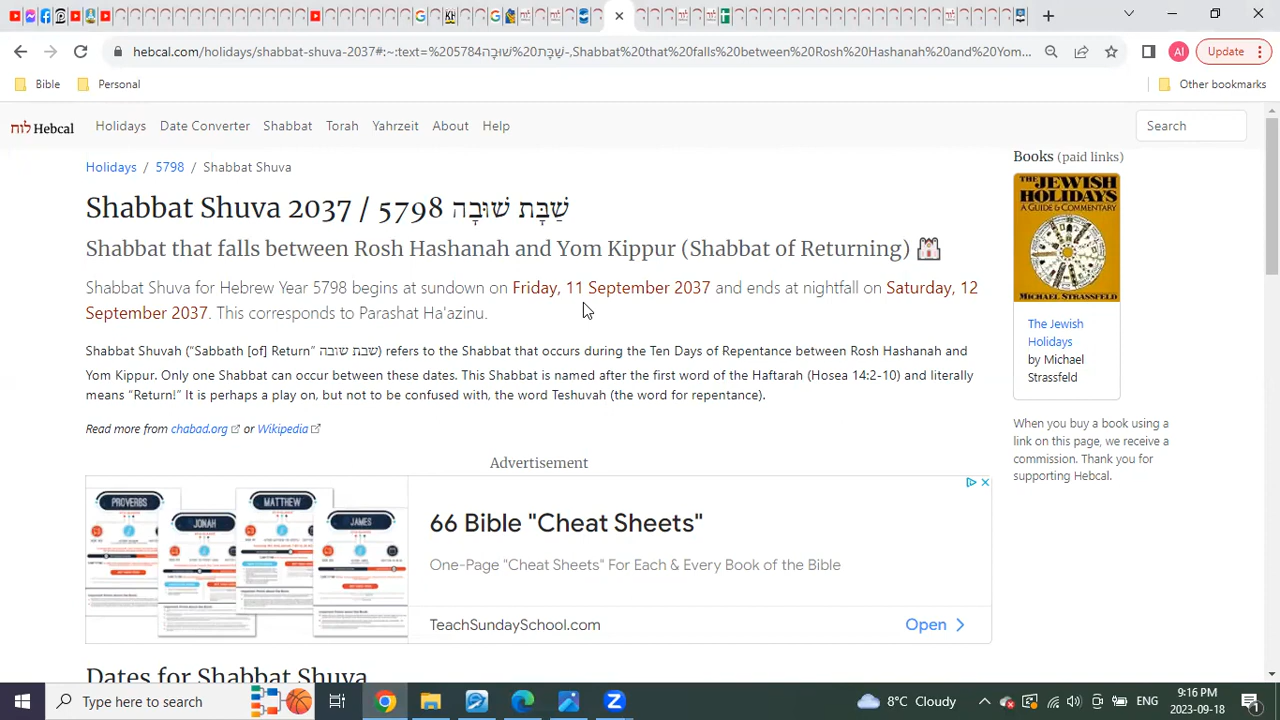 hebcal.com/holidays/shabbat-shuva-2037#:~:text=%205784שַׁבַּת%20שׁוּבָה-,Shabbat%20that%20falls%20between%20Rosh%20Hashanah%20and%20Yom...
AI
Update
Bible
Personal
Other bookmarks
לוח Hebcal
Holidays
Date Converter
Shabbat
Torah
Yahrzeit
About
Help
Search
Holidays / 5798 / Shabbat Shuva
Shabbat Shuva 2037 / 5798 שַׁבַּת שׁוּבָה
Shabbat that falls between Rosh Hashanah and Yom Kippur (Shabbat of Returning)
Shabbat Shuva for Hebrew Year 5798 begins at sundown on Friday, 11 September 2037 and ends at nightfall on Saturday, 12
September 2037. This corresponds to Parashat Ha'azinu.
Shabbat Shuvah (“Sabbath [of] Return” שבת שובה) refers to the Shabbat that occurs during the Ten Days of Repentance between Rosh Hashanah and
Yom Kippur. Only one Shabbat can occur between these dates. This Shabbat is named after the first word of the Haftarah (Hosea 14:2-10) and literally
means “Return!” It is perhaps a play on, but not to be confused with, the word Teshuvah (the word for repentance).
Read more from chabad.org or Wikipedia
Advertisement
PROVERBS
JONAH
MATTHEW
JAMES
66 Bible "Cheat Sheets"
One-Page "Cheat Sheets" For Each & Every Book of the Bible
TeachSundaySchool.com
Open
Dates for Shabbat Shuva
Books (paid links)
THE
JEWISH
HOLIDAYS
A GUIDE & COMMENTARY
MICHAEL STRASSFELD
The Jewish
Holidays
by Michael
Strassfeld
When you buy a book using a
link on this page, we receive a
commission. Thank you for
supporting Hebcal.
Type here to search
8°C Cloudy
ENG
9:16 PM
2023-09-18
1